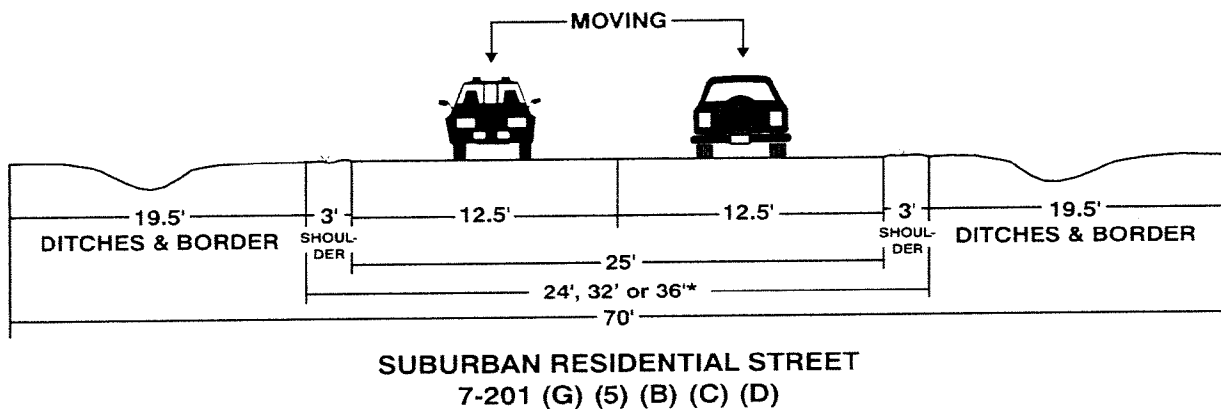 MOVING
19.5' 3' 12.5' 12.5' 3' 19.5'
DITCHES & BORDER SHOUL-DER SHOUL-DER DITCHES & BORDER
25'
24', 32' or 36'*
70'
SUBURBAN RESIDENTIAL STREET
7-201 (G) (5) (B) (C) (D)